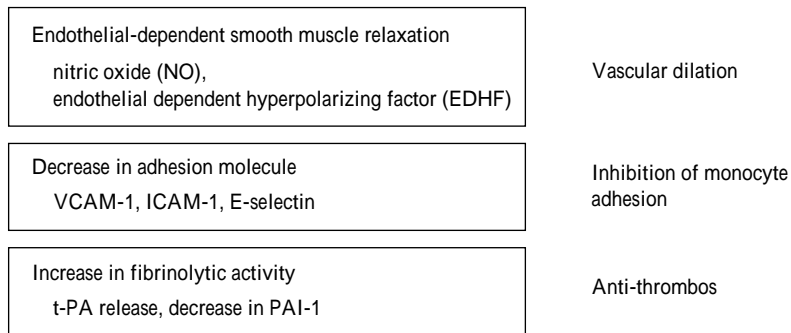 Endothelial-dependent smooth muscle relaxation
nitric oxide (NO),
endothelial dependent hyperpolarizing factor (EDHF)
Vascular dilation
Decrease in adhesion molecule
VCAM-1, ICAM-1, E-selectin
Inhibition of monocyte
adhesion
Increase in fibrinolytic activity
t-PA release, decrease in PAI-1
Anti-thrombos